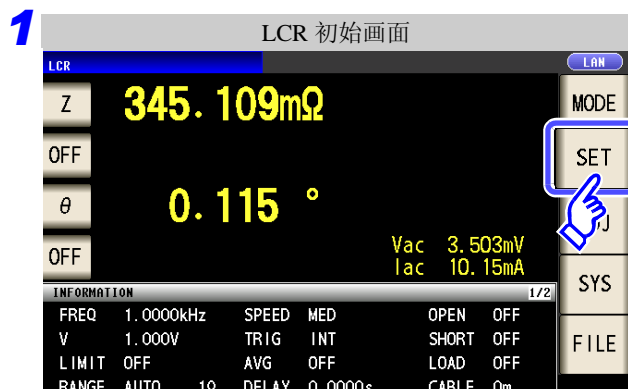 1
LCR 初始画面
LCR
LAN
Z 345.109mΩ
MODE
OFF
SET
θ 0.115 °
OFF
Vac 3.503mV
Iac 10.15mA
SYS
INFORMATION 1/2
FREQ 1.0000kHz SPEED MED OPEN OFF
V 1.000V TRIG INT SHORT OFF
FILE
LIMIT OFF AVG OFF LOAD OFF
RANGE AUTO 1Ω DELAY 0.0000s CABLE 0m